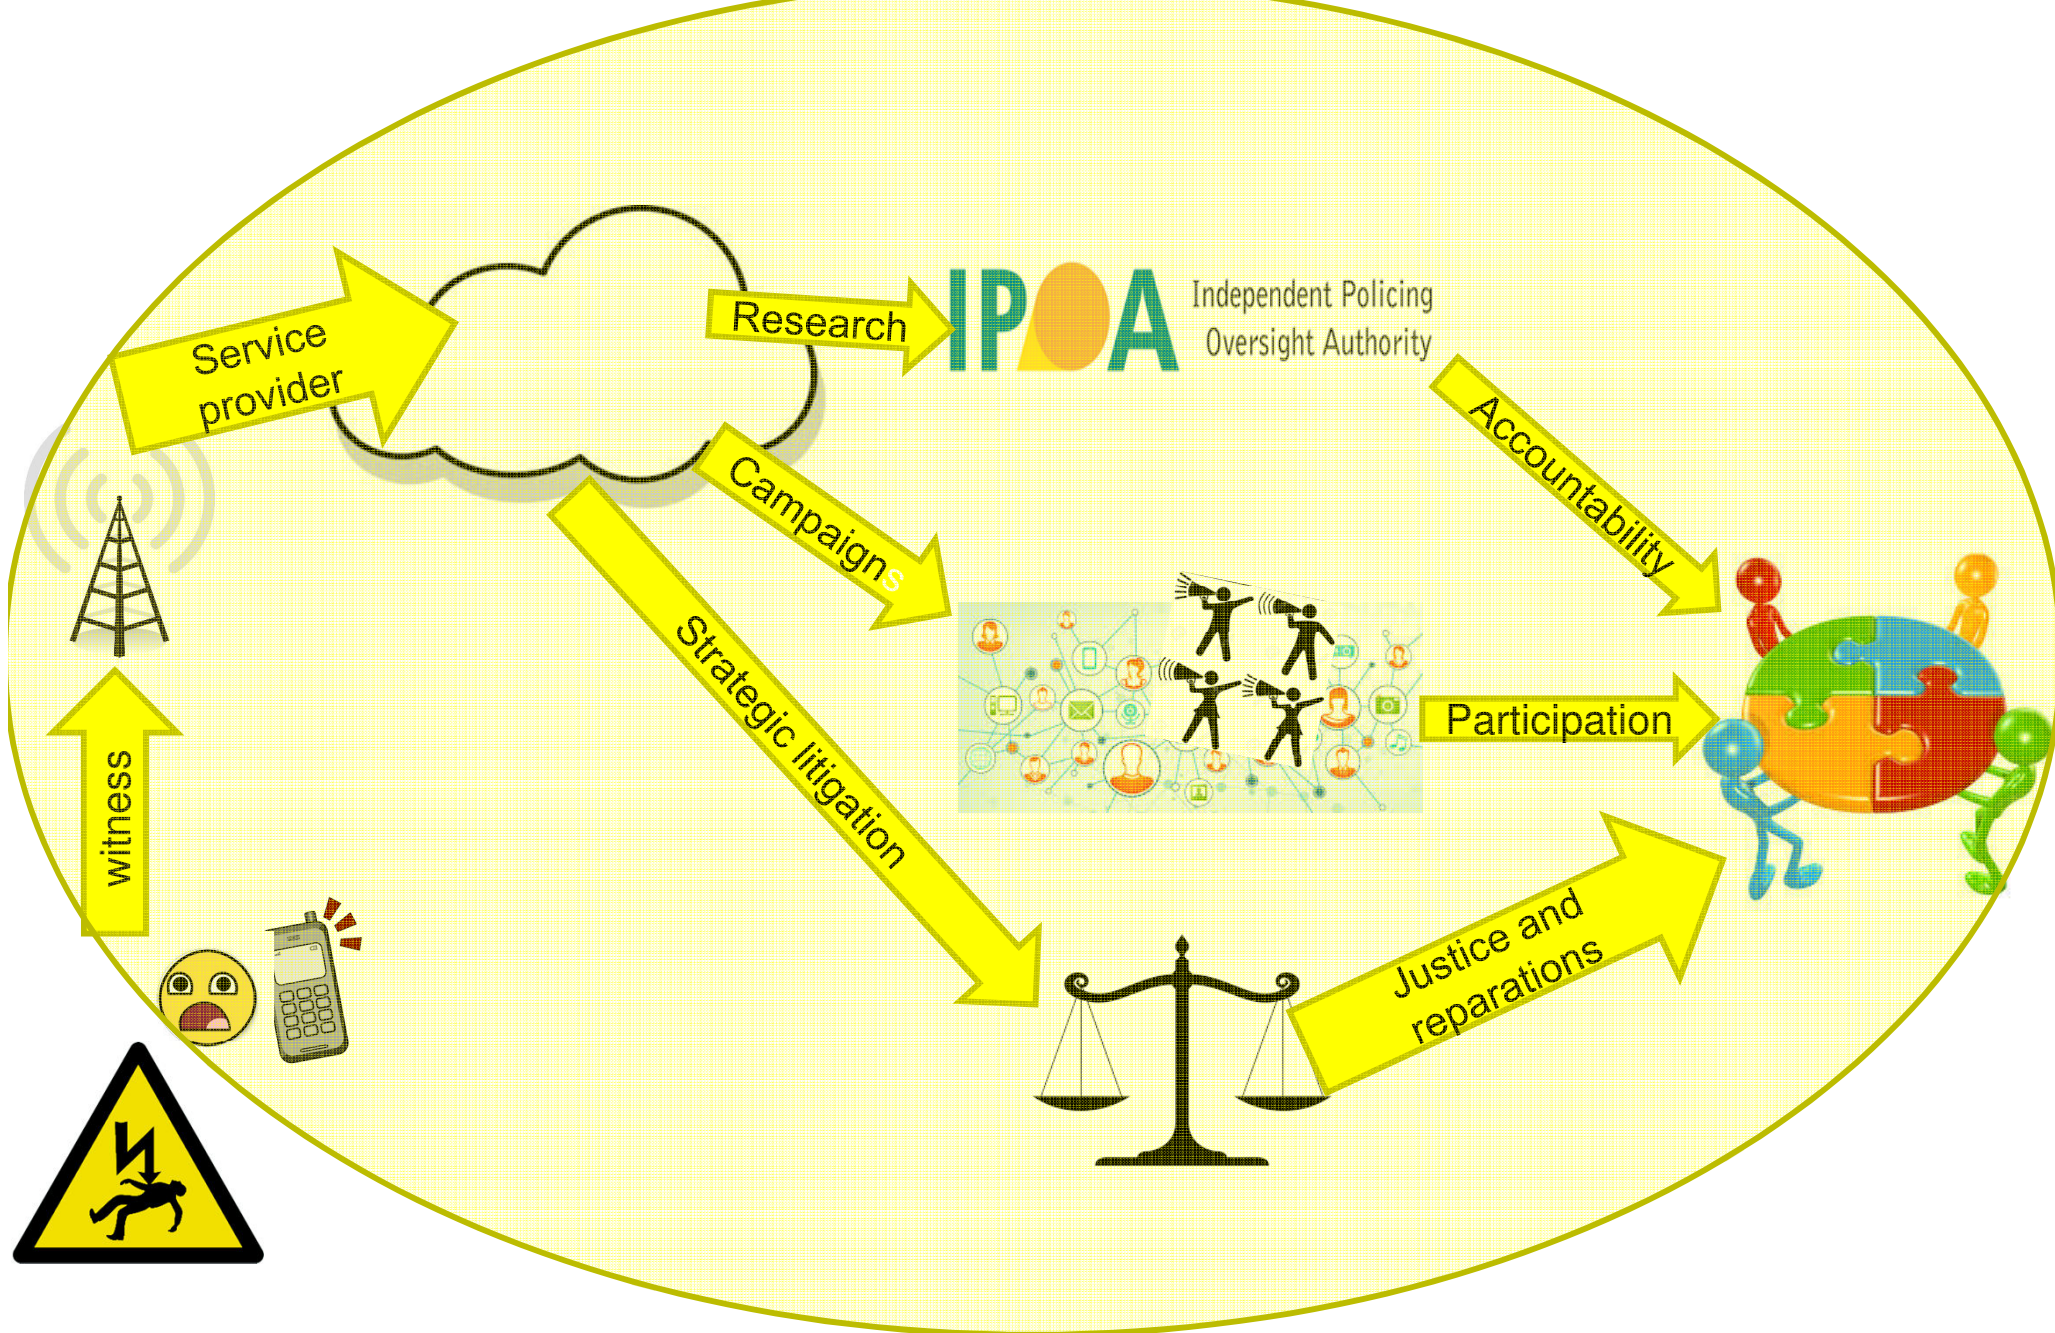 Service
provider
Research
IPOA
Independent Policing
Oversight Authority
Accountability
Campaigns
Strategic litigation
Participation
witness
Justice and
reparations